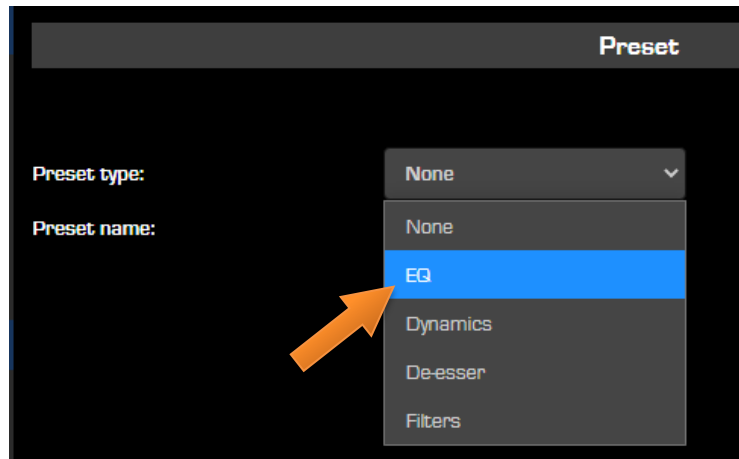 Preset
Preset type:
None
Preset name:
None
EQ
Dynamics
De-esser
Filters